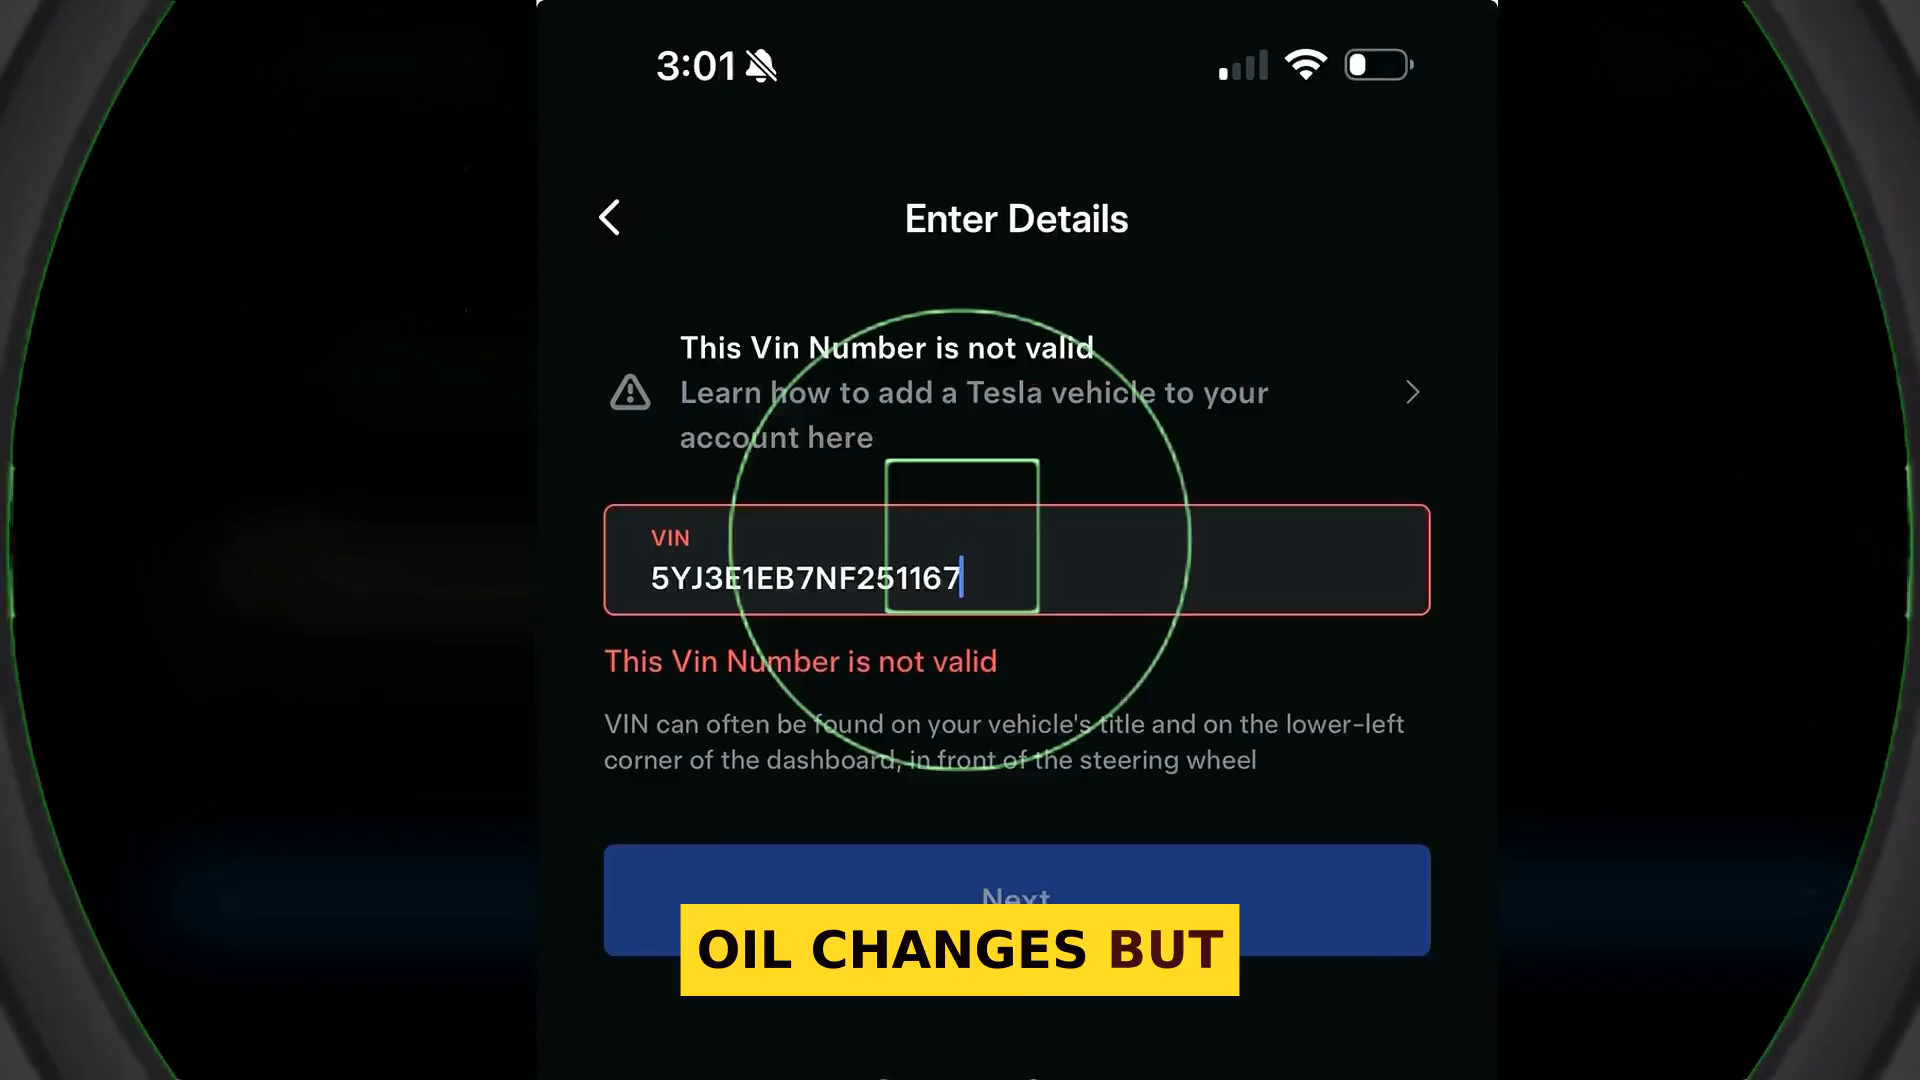 3:01
Enter Details
This Vin Number is not valid
Learn how to add a Tesla vehicle to your
account here
VIN
5YJ3E1EB7NF251167
This Vin Number is not valid
VIN can often be found on your vehicle's title and on the lower-left
corner of the dashboard, in front of the steering wheel
Next
OIL CHANGES BUT